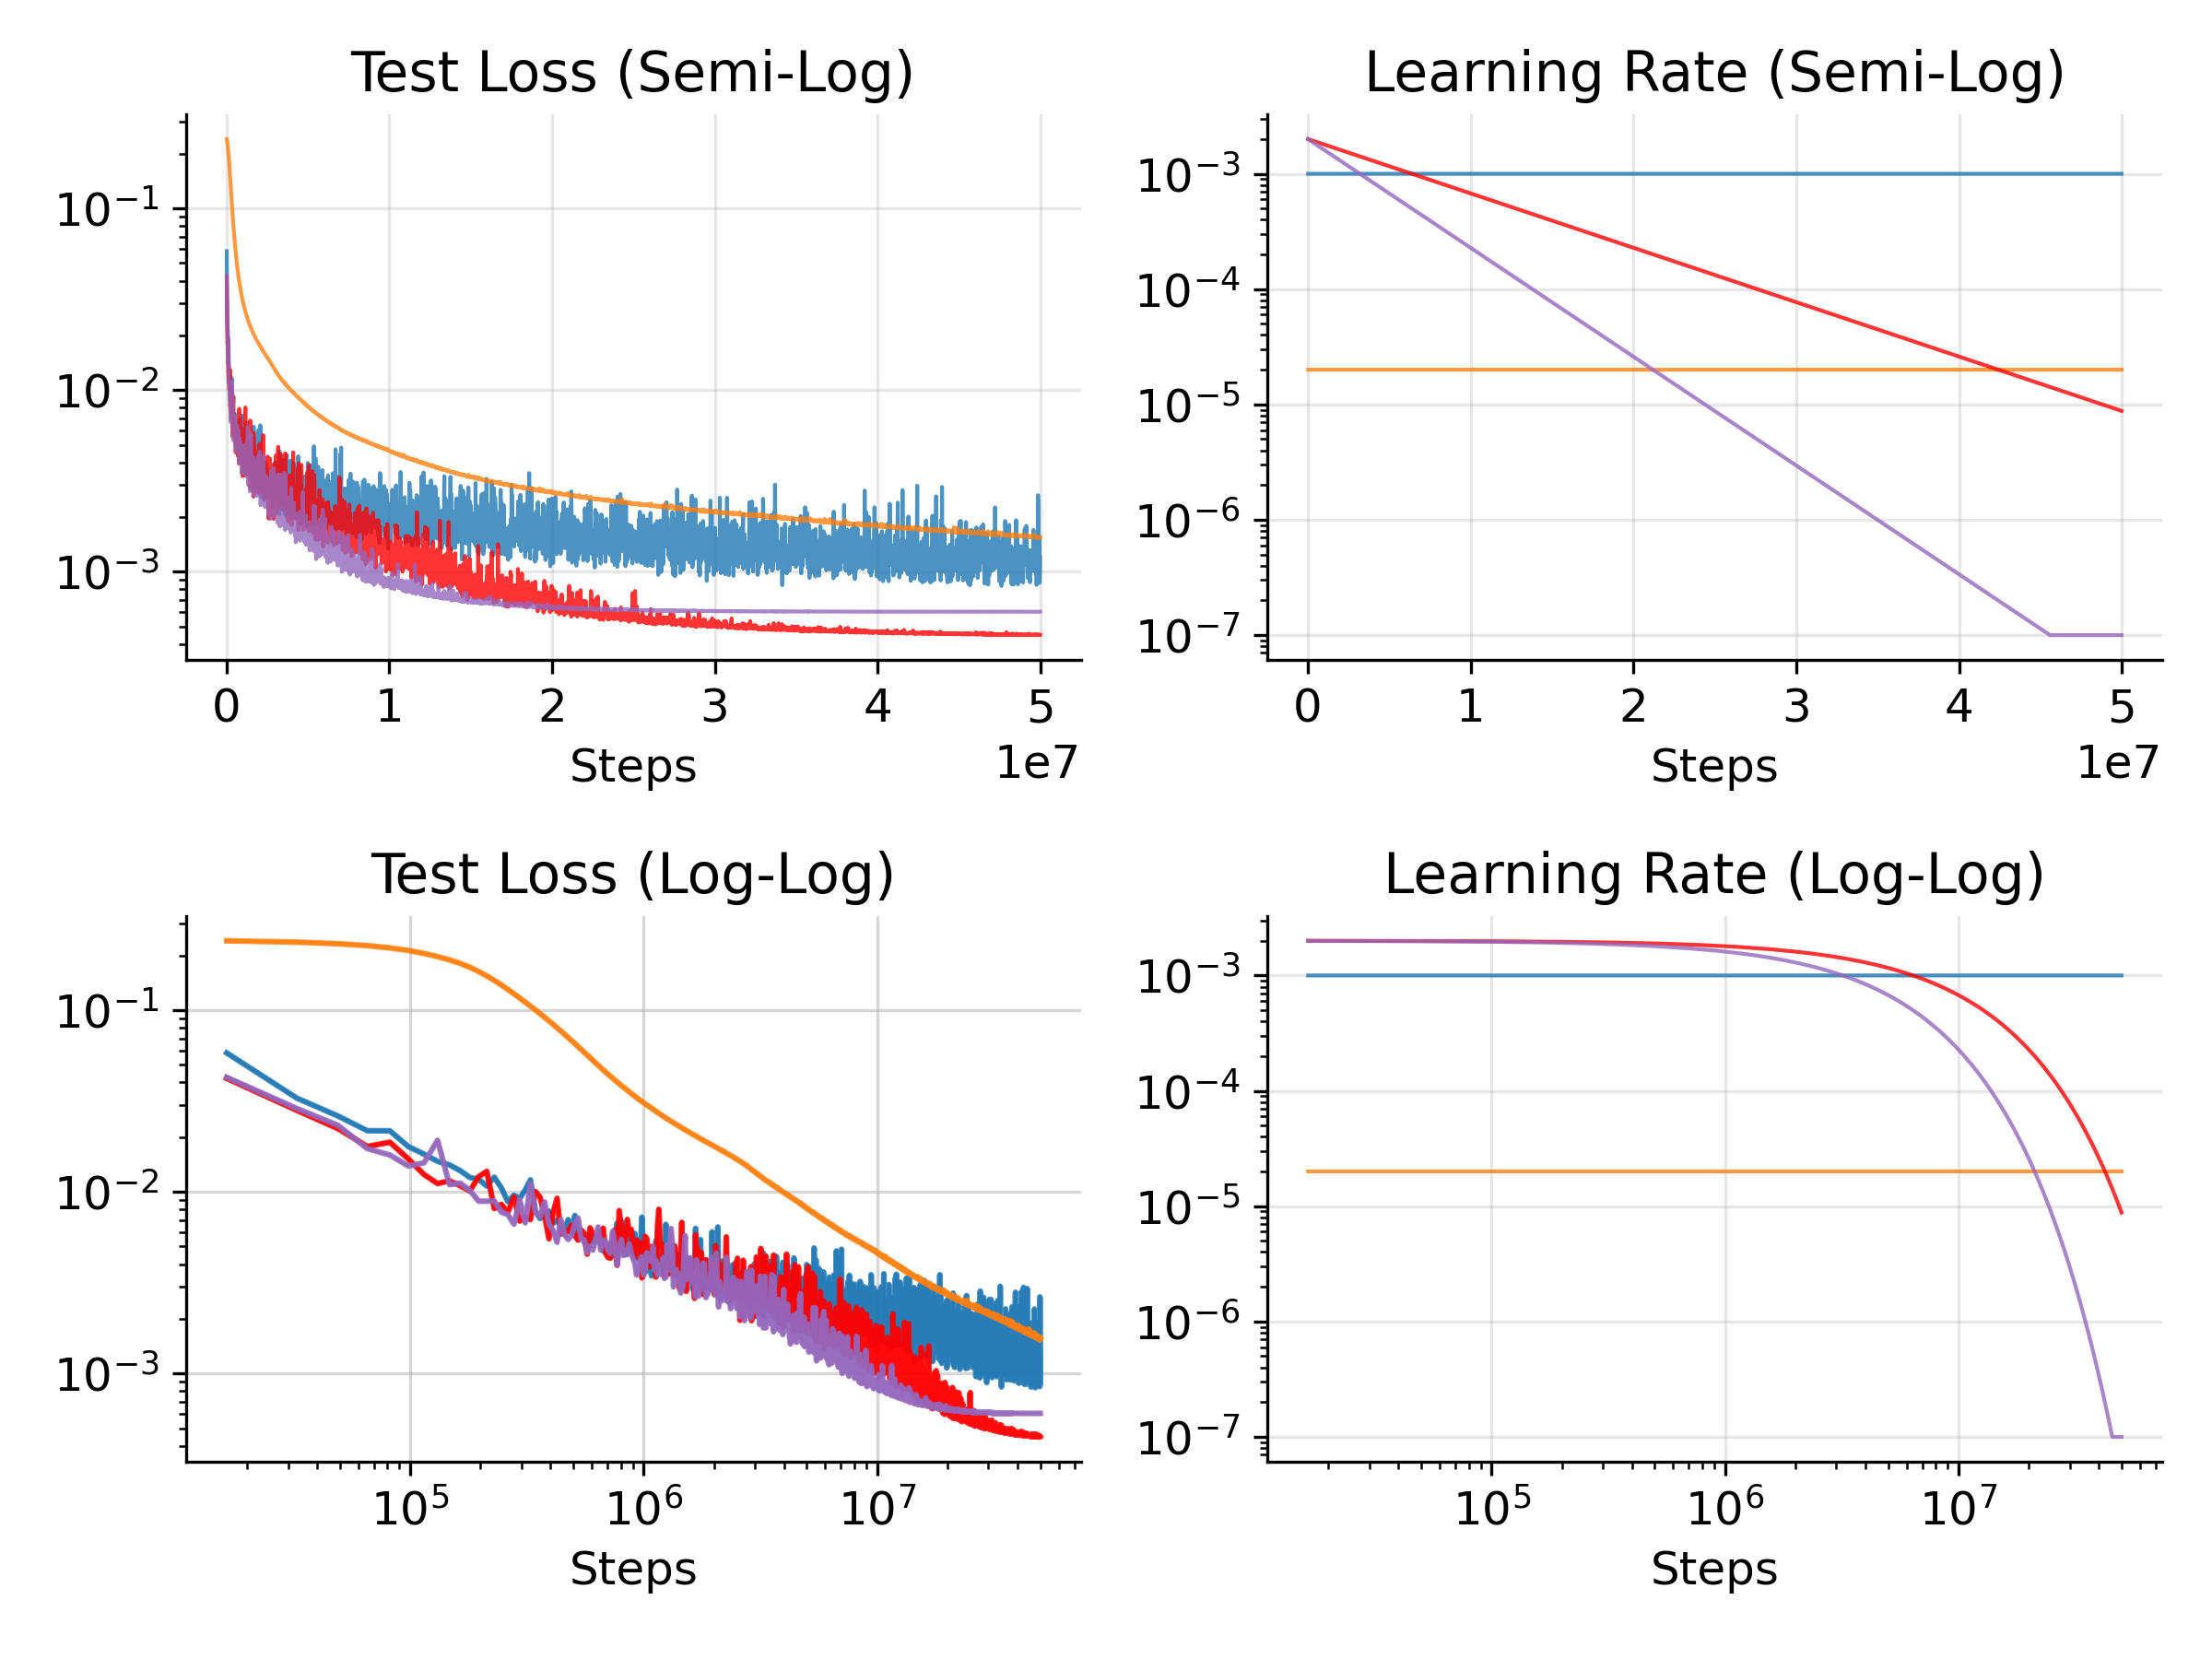 Test Loss (Semi-Log)
10⁻¹
10⁻²
10⁻³
0 1 2 3 4 5
1e7
Steps
Learning Rate (Semi-Log)
10⁻³
10⁻⁴
10⁻⁵
10⁻⁶
10⁻⁷
0 1 2 3 4 5
1e7
Steps
Test Loss (Log-Log)
10⁻¹
10⁻²
10⁻³
10⁵ 10⁶ 10⁷
Steps
Learning Rate (Log-Log)
10⁻³
10⁻⁴
10⁻⁵
10⁻⁶
10⁻⁷
10⁵ 10⁶ 10⁷
Steps